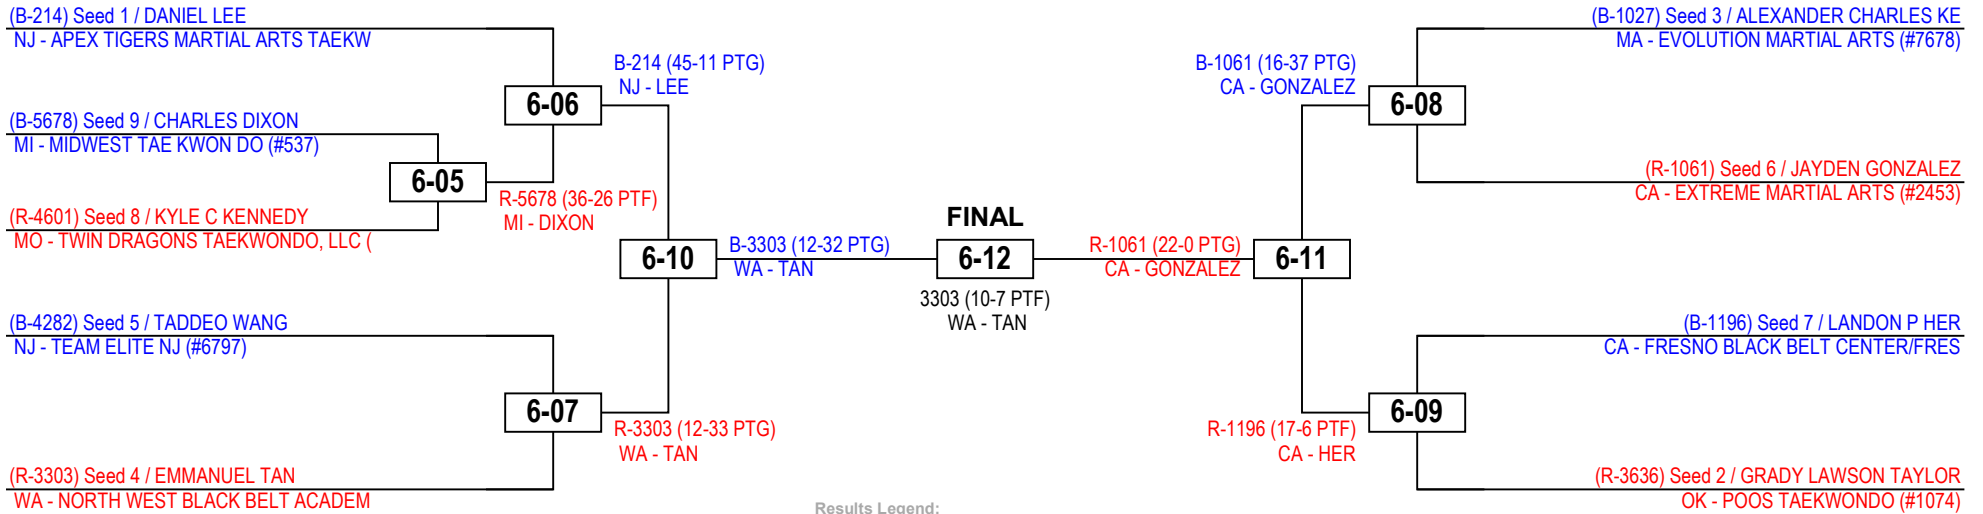 (B-214) Seed 1 / DANIEL LEE
NJ - APEX TIGERS MARTIAL ARTS TAEKW
B-214 (45-11 PTG)
NJ - LEE
6-06
(B-5678) Seed 9 / CHARLES DIXON
MI - MIDWEST TAE KWON DO (#537)
6-05
R-5678 (36-26 PTF)
MI - DIXON
(R-4601) Seed 8 / KYLE C KENNEDY
MO - TWIN DRAGONS TAEKWONDO, LLC (
6-10
B-3303 (12-32 PTG)
WA - TAN
(B-4282) Seed 5 / TADDEO WANG
NJ - TEAM ELITE NJ (#6797)
6-07
R-3303 (12-33 PTG)
WA - TAN
(R-3303) Seed 4 / EMMANUEL TAN
WA - NORTH WEST BLACK BELT ACADEM
FINAL
6-12
3303 (10-7 PTF)
WA - TAN
(B-1027) Seed 3 / ALEXANDER CHARLES KE
MA - EVOLUTION MARTIAL ARTS (#7678)
B-1061 (16-37 PTG)
CA - GONZALEZ
6-08
(R-1061) Seed 6 / JAYDEN GONZALEZ
CA - EXTREME MARTIAL ARTS (#2453)
R-1061 (22-0 PTG)
CA - GONZALEZ
6-11
(B-1196) Seed 7 / LANDON P HER
CA - FRESNO BLACK BELT CENTER/FRES
6-09
R-1196 (17-6 PTF)
CA - HER
(R-3636) Seed 2 / GRADY LAWSON TAYLOR
OK - POOS TAEKWONDO (#1074)
Results Legend: